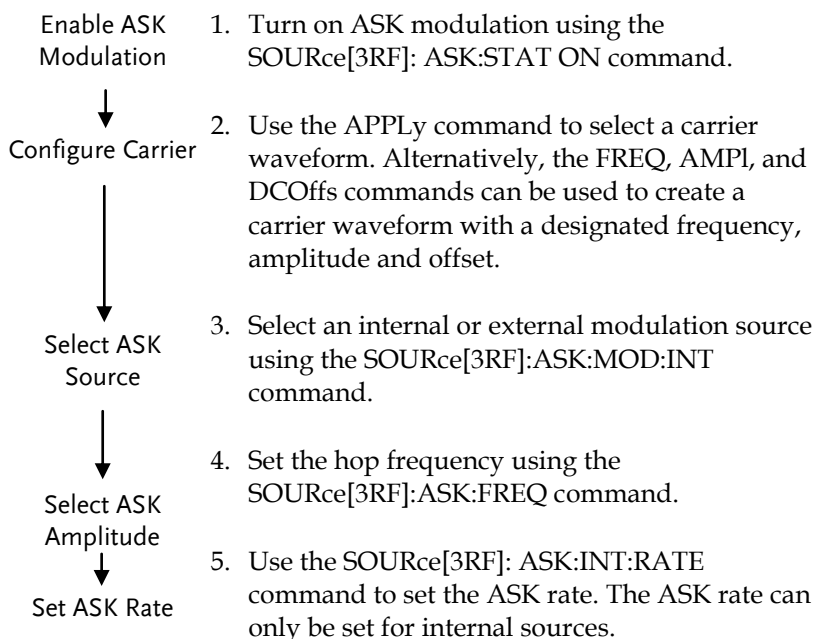 Enable ASK
Modulation
1. Turn on ASK modulation using the
SOURce[3RF]: ASK:STAT ON command.
Configure Carrier
2. Use the APPLy command to select a carrier
waveform. Alternatively, the FREQ, AMPl, and
DCOffs commands can be used to create a
carrier waveform with a designated frequency,
amplitude and offset.
Select ASK
Source
3. Select an internal or external modulation source
using the SOURce[3RF]:ASK:MOD:INT
command.
Select ASK
Amplitude
4. Set the hop frequency using the
SOURce[3RF]:ASK:FREQ command.
Set ASK Rate
5. Use the SOURce[3RF]: ASK:INT:RATE
command to set the ASK rate. The ASK rate can
only be set for internal sources.